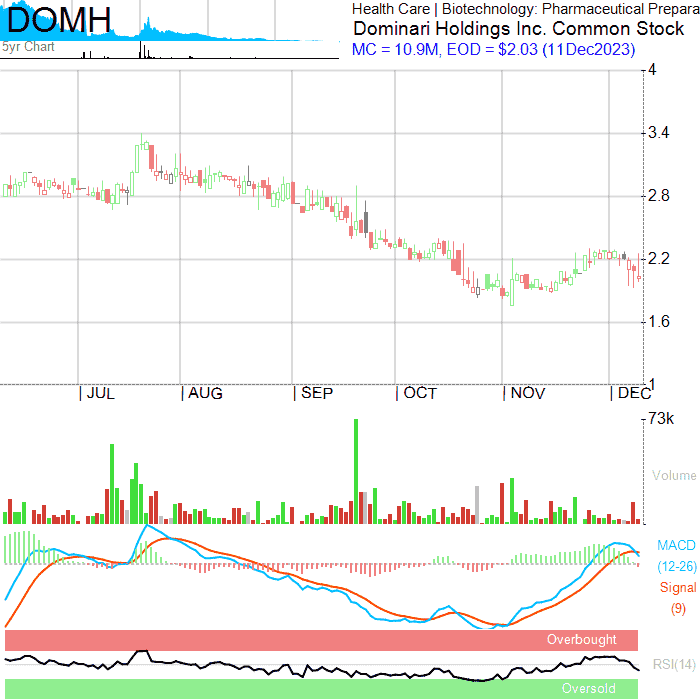 DOMH
5yr Chart
Health Care | Biotechnology: Pharmaceutical Prepara
Dominari Holdings Inc. Common Stock
MC = 10.9M, EOD = $2.03 (11Dec2023)
4
3.4
2.8
2.2
1.6
1
| JUL | AUG | SEP | OCT | NOV | DEC
73k
Volume
MACD
(12-26)
Signal
(9)
Overbought
RSI(14)
Oversold